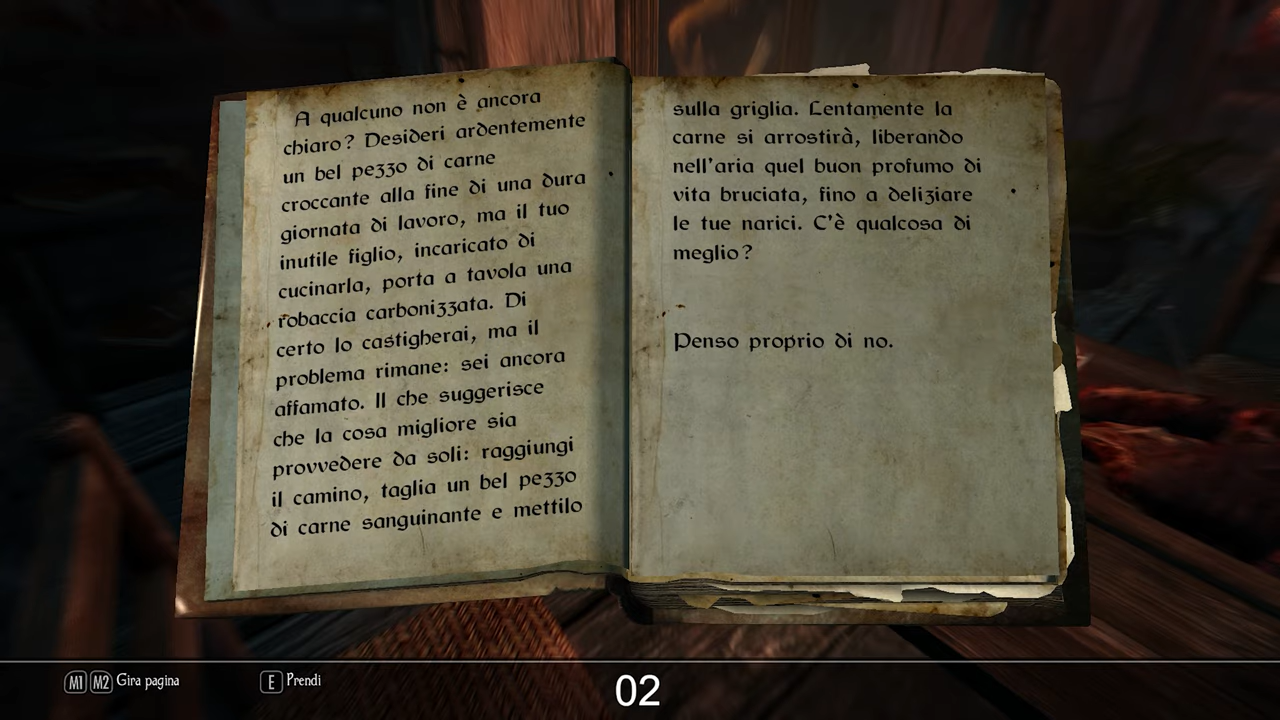 A qualcuno non è ancora
chiaro? Desideri ardentemente
un bel pezzo di carne
croccante alla fine di una dura
giornata di lavoro, ma il tuo
inutile figlio, incaricato di
cucinarla, porta a tavola una
robaccia carbonizzata. Di
certo lo castigherai, ma il
problema rimane: sei ancora
affamato. Il che suggerisce
che la cosa migliore sia
provvedere da soli: raggiungi
il camino, taglia un bel pezzo
di carne sanguinante e mettilo
sulla griglia. Lentamente la
carne si arrostirà, liberando
nell'aria quel buon profumo di
vita bruciata, fino a deliziare
le tue narici. C'è qualcosa di
meglio?
Penso proprio di no.
M1 M2 Gira pagina
E Prendi
02